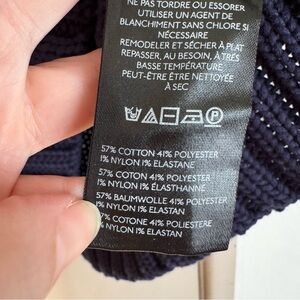 NE PAS TORDRE OU ESSORER
UTILISER UN AGENT DE
BLANCHIMENT SANS CHLORE SI
NÉCESSAIRE
REMODELER ET SÉCHER À PLAT
REPASSER, AU BESOIN, À TRÈS
BASSE TEMPÉRATURE
PEUT-ÊTRE ÊTRE NETTOYÉE
À SEC
P
57% COTTON 41% POLYESTER
1% NYLON 1% ELASTANE
57% COTON 41% POLYESTER
1% NYLON 1% ÉLASTHANNE
57% BAUMWOLLE 41% POLYESTER
1% NYLON 1% ELASTAN
57% COTONE 41% POLIESTERE
1% NYLON 1% ELASTAN